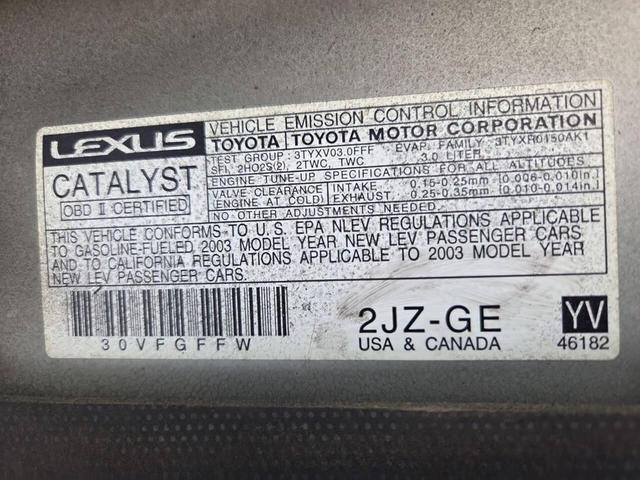 LEXUS
VEHICLE EMISSION CONTROL INFORMATION
TOYOTA TOYOTA MOTOR CORPORATION
CATALYST
OBD II CERTIFIED
TEST GROUP : 3TYXV03.0FFF EVAP. FAMILY : 3TYXR0150AK1
SFI, 2HO2S(2), 2TWC, TWC 3.0 LITER
ENGINE TUNE-UP SPECIFICATIONS FOR ALL ALTITUDES
VALVE CLEARANCE INTAKE 0.15-0.25mm [0.006-0.010in.]
[ENGINE AT COLD] EXHAUST 0.25-0.35mm [0.010-0.014in.]
NO OTHER ADJUSTMENTS NEEDED.
THIS VEHICLE CONFORMS TO U.S. EPA NLEV REGULATIONS APPLICABLE
TO GASOLINE-FUELED 2003 MODEL YEAR NEW LEV PASSENGER CARS
AND TO CALIFORNIA REGULATIONS APPLICABLE TO 2003 MODEL YEAR
NEW LEV PASSENGER CARS.
30VFGFFW
2JZ-GE
USA & CANADA
YV
46182